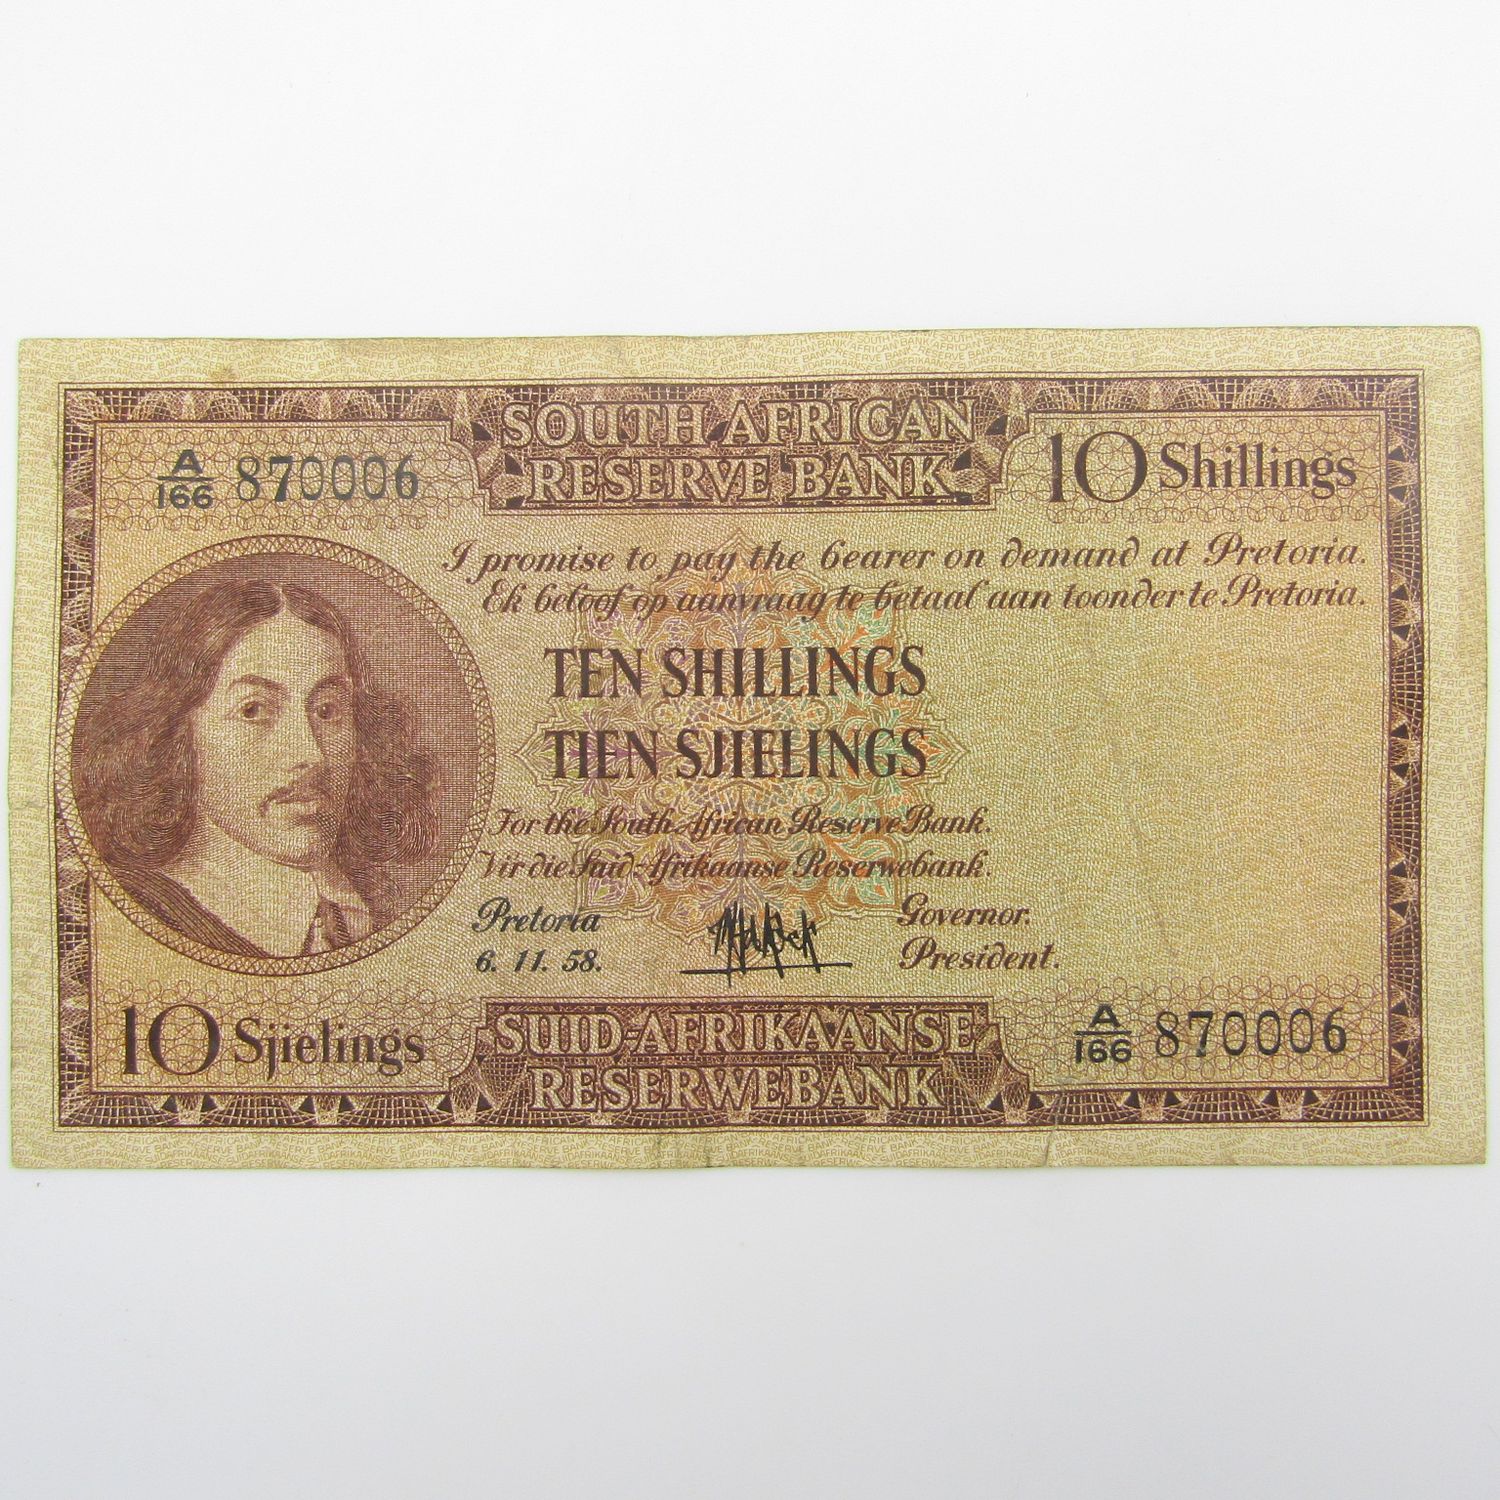 SOUTH AFRICAN
RESERVE BANK
A/166 870006
10 Shillings
I promise to pay the bearer on demand at Pretoria.
Ek beloof op aanvraag te betaal aan toonder te Pretoria.
TEN SHILLINGS
TIEN SJIELINGS
For the South African Reserve Bank.
Vir die Suid-Afrikaanse Reserwebank.
Pretoria
6. 11. 58.
Governor.
President.
10 Sjielings
SUID-AFRIKAANSE
RESERWEBANK
A/166 870006